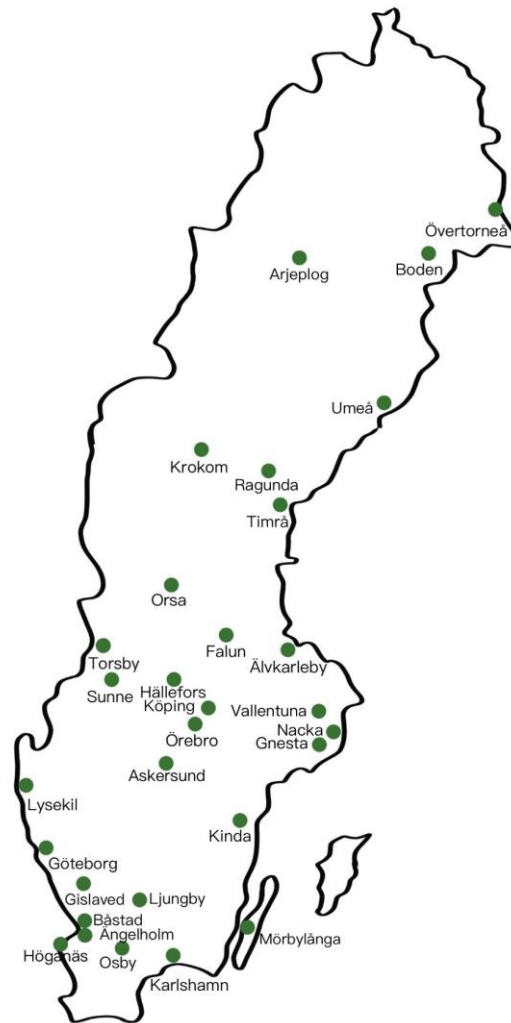 Övertorneå
Boden
Arjeplog
Umeå
Krokom
Ragunda
Timrå
Orsa
Falun
Torsby
Älvkarleby
Sunne
Hällefors
Köping
Vallentuna
Örebro
Nacka
Gnesta
Askersund
Lysekil
Kinda
Göteborg
Gislaved
Ljungby
Båstad
Ängelholm
Mörbylånga
Höganäs
Osby
Karlshamn